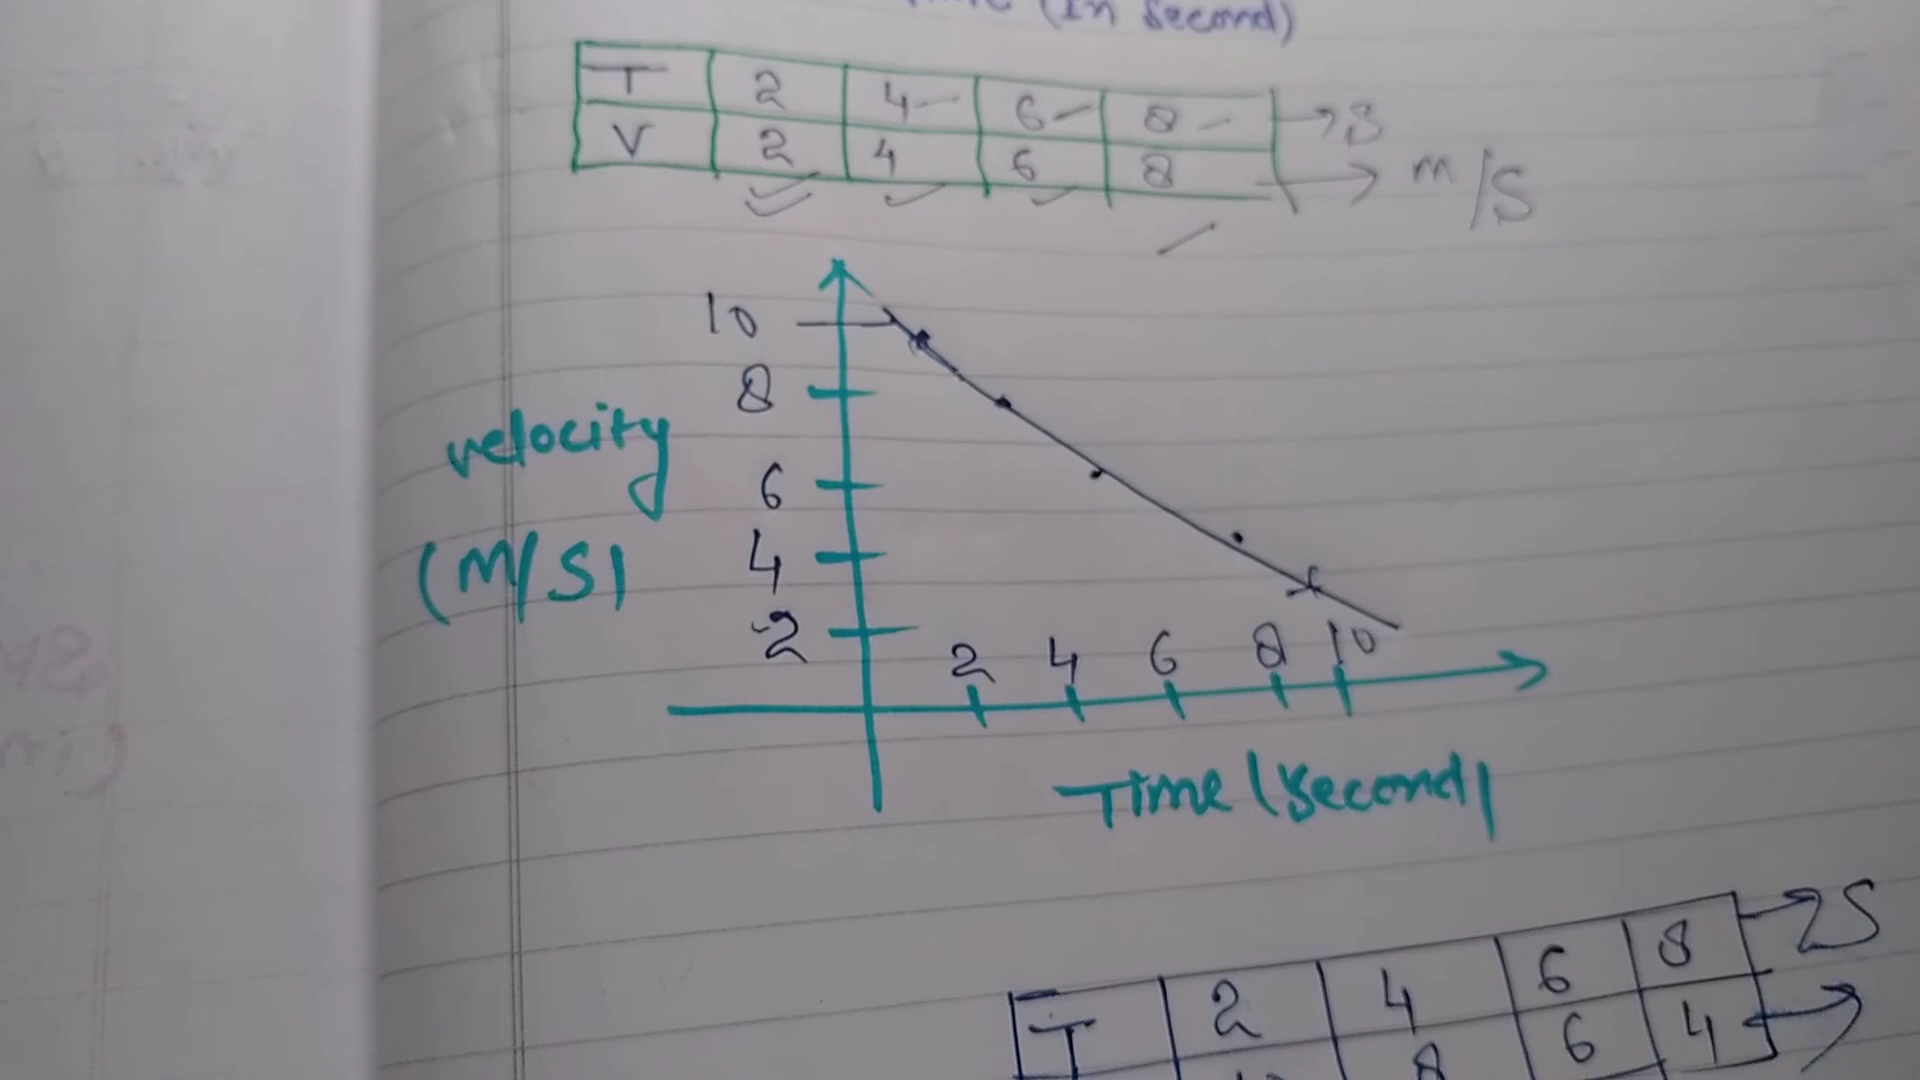 (In Second)
T 2 4 6 8 → S
V 2 4 6 8 → m/s
10
8
velocity
6
(M/S)
4
2
2 4 6 8 10
Time (second)
T 2 4 6 8 → S
8 6 4 →